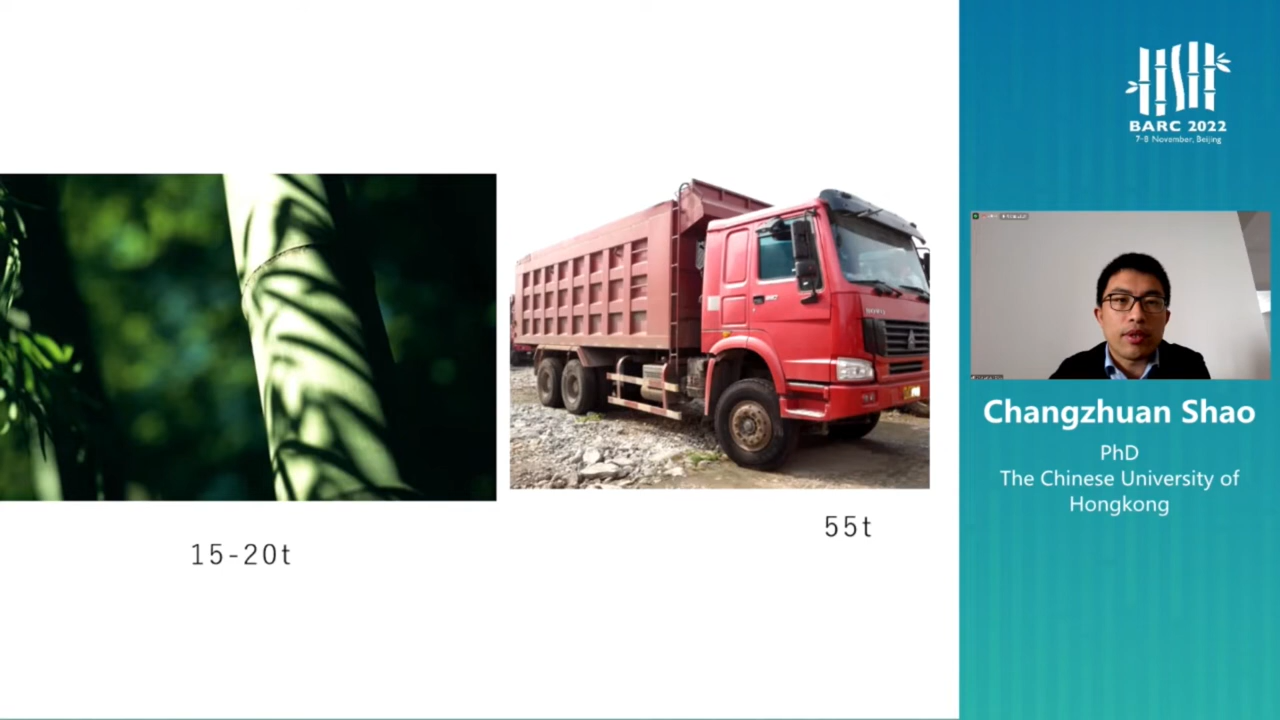 15-20t
55t
BARC 2022
7-8 November, Beijing
Changzhuan Shao
PhD
The Chinese University of
Hongkong